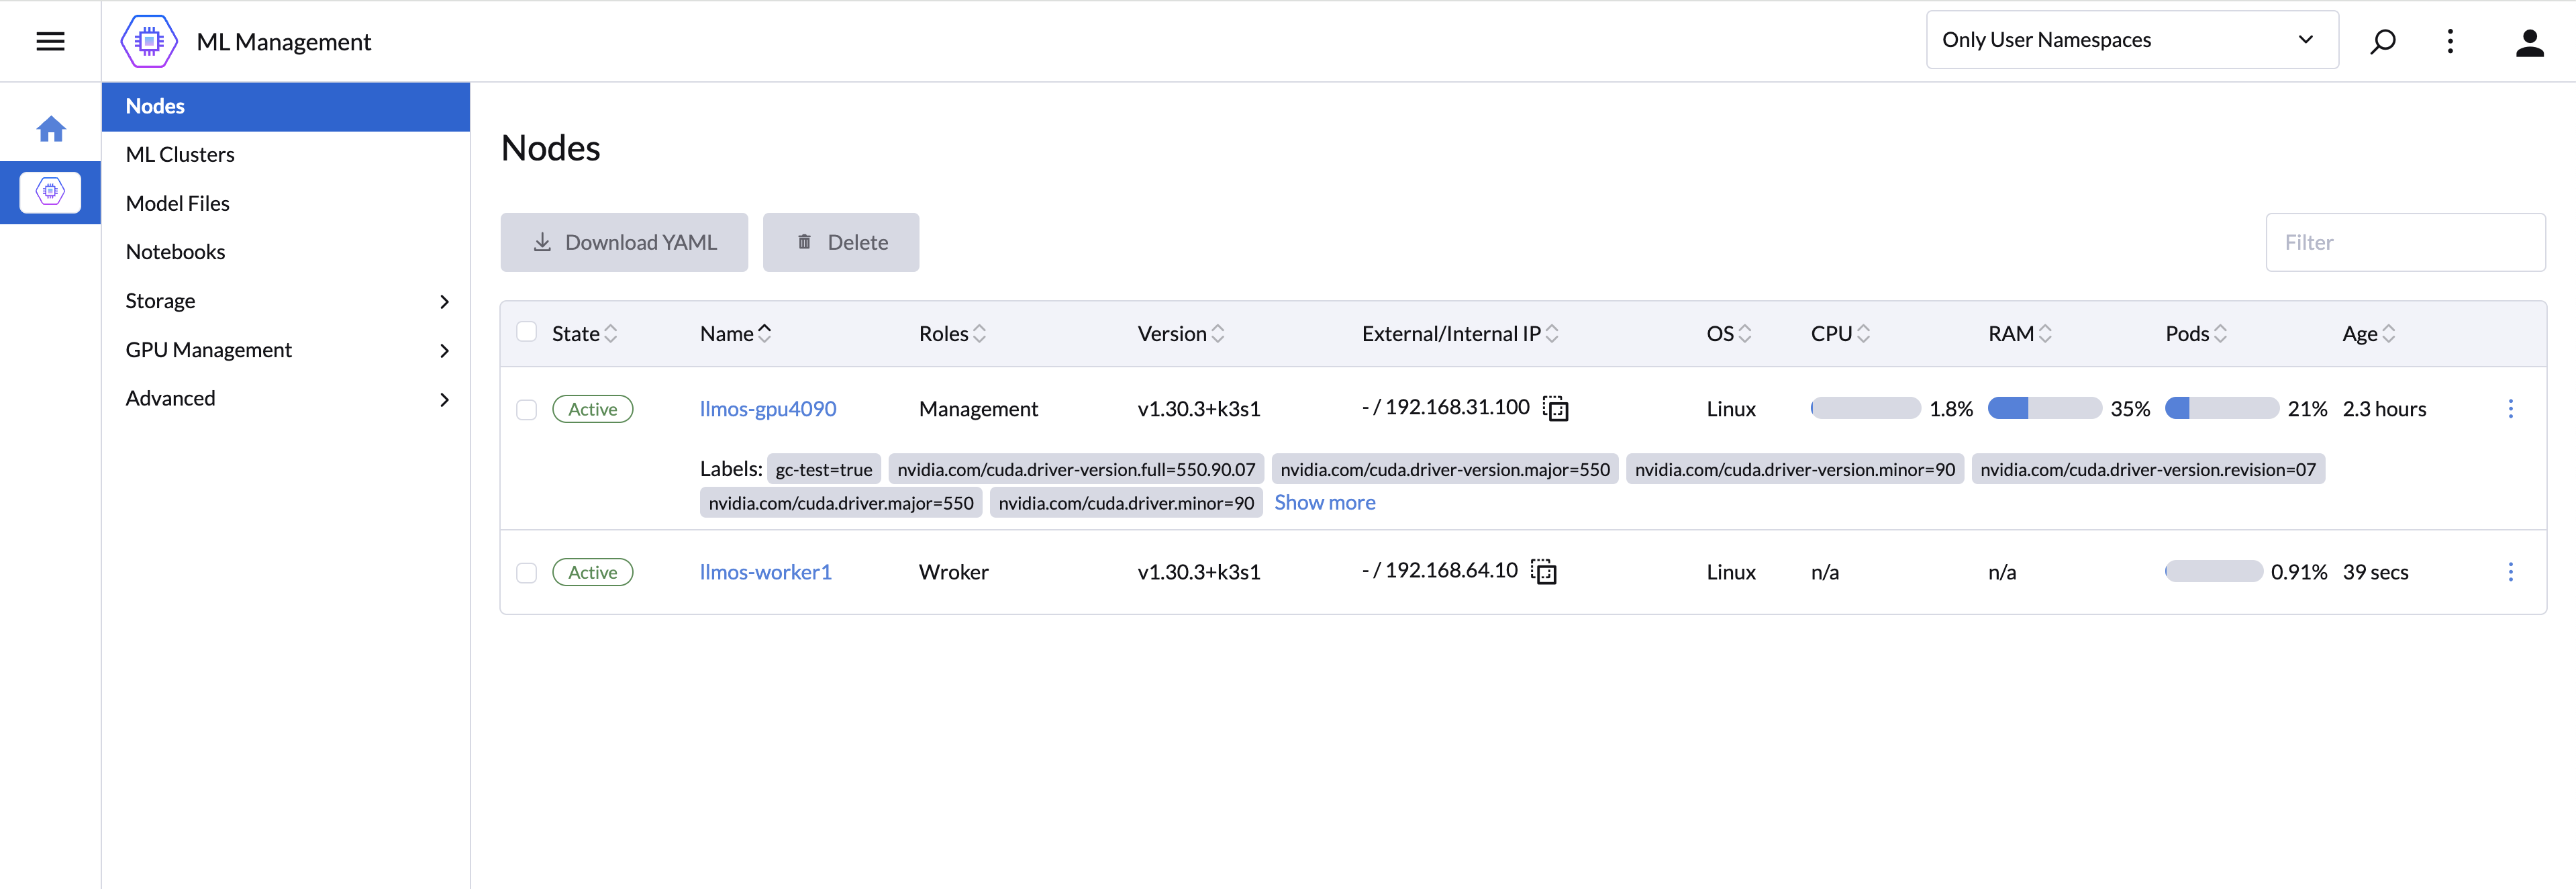 ML Management
Only User Namespaces
Nodes
ML Clusters
Model Files
Notebooks
Storage
GPU Management
Advanced
Nodes
Download YAML Delete Filter
State Name Roles Version External/Internal IP OS CPU RAM Pods Age
Active llmos-gpu4090 Management v1.30.3+k3s1 - / 192.168.31.100 Linux 1.8% 35% 21% 2.3 hours
Labels: gc-test=true nvidia.com/cuda.driver-version.full=550.90.07 nvidia.com/cuda.driver-version.major=550 nvidia.com/cuda.driver-version.minor=90 nvidia.com/cuda.driver-version.revision=07
nvidia.com/cuda.driver.major=550 nvidia.com/cuda.driver.minor=90 Show more
Active llmos-worker1 Wroker v1.30.3+k3s1 - / 192.168.64.10 Linux n/a n/a 0.91% 39 secs